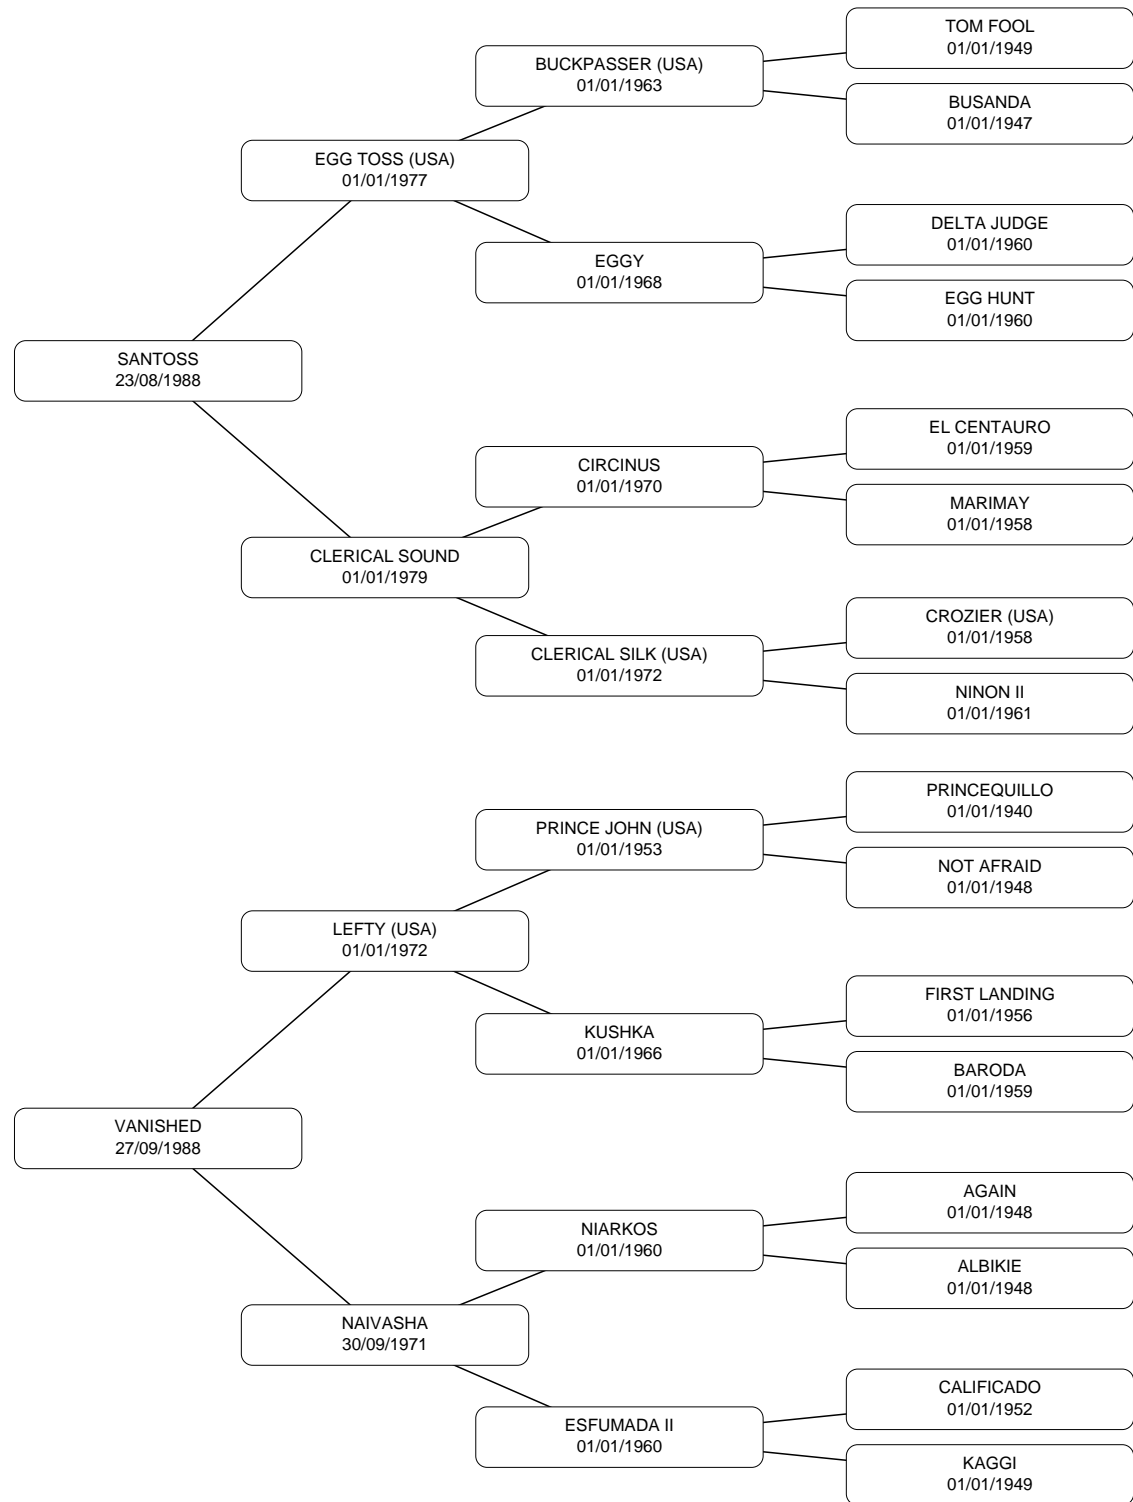 TOM FOOL
01/01/1949
BUCKPASSER (USA)
01/01/1963
BUSANDA
01/01/1947
EGG TOSS (USA)
01/01/1977
DELTA JUDGE
01/01/1960
EGGY
01/01/1968
EGG HUNT
01/01/1960
SANTOSS
23/08/1988
EL CENTAURO
01/01/1959
CIRCINUS
01/01/1970
MARIMAY
01/01/1958
CLERICAL SOUND
01/01/1979
CROZIER (USA)
01/01/1958
CLERICAL SILK (USA)
01/01/1972
NINON II
01/01/1961
PRINCEQUILLO
01/01/1940
PRINCE JOHN (USA)
01/01/1953
NOT AFRAID
01/01/1948
LEFTY (USA)
01/01/1972
FIRST LANDING
01/01/1956
KUSHKA
01/01/1966
BARODA
01/01/1959
VANISHED
27/09/1988
AGAIN
01/01/1948
NIARKOS
01/01/1960
ALBIKIE
01/01/1948
NAIVASHA
30/09/1971
CALIFICADO
01/01/1952
ESFUMADA II
01/01/1960
KAGGI
01/01/1949